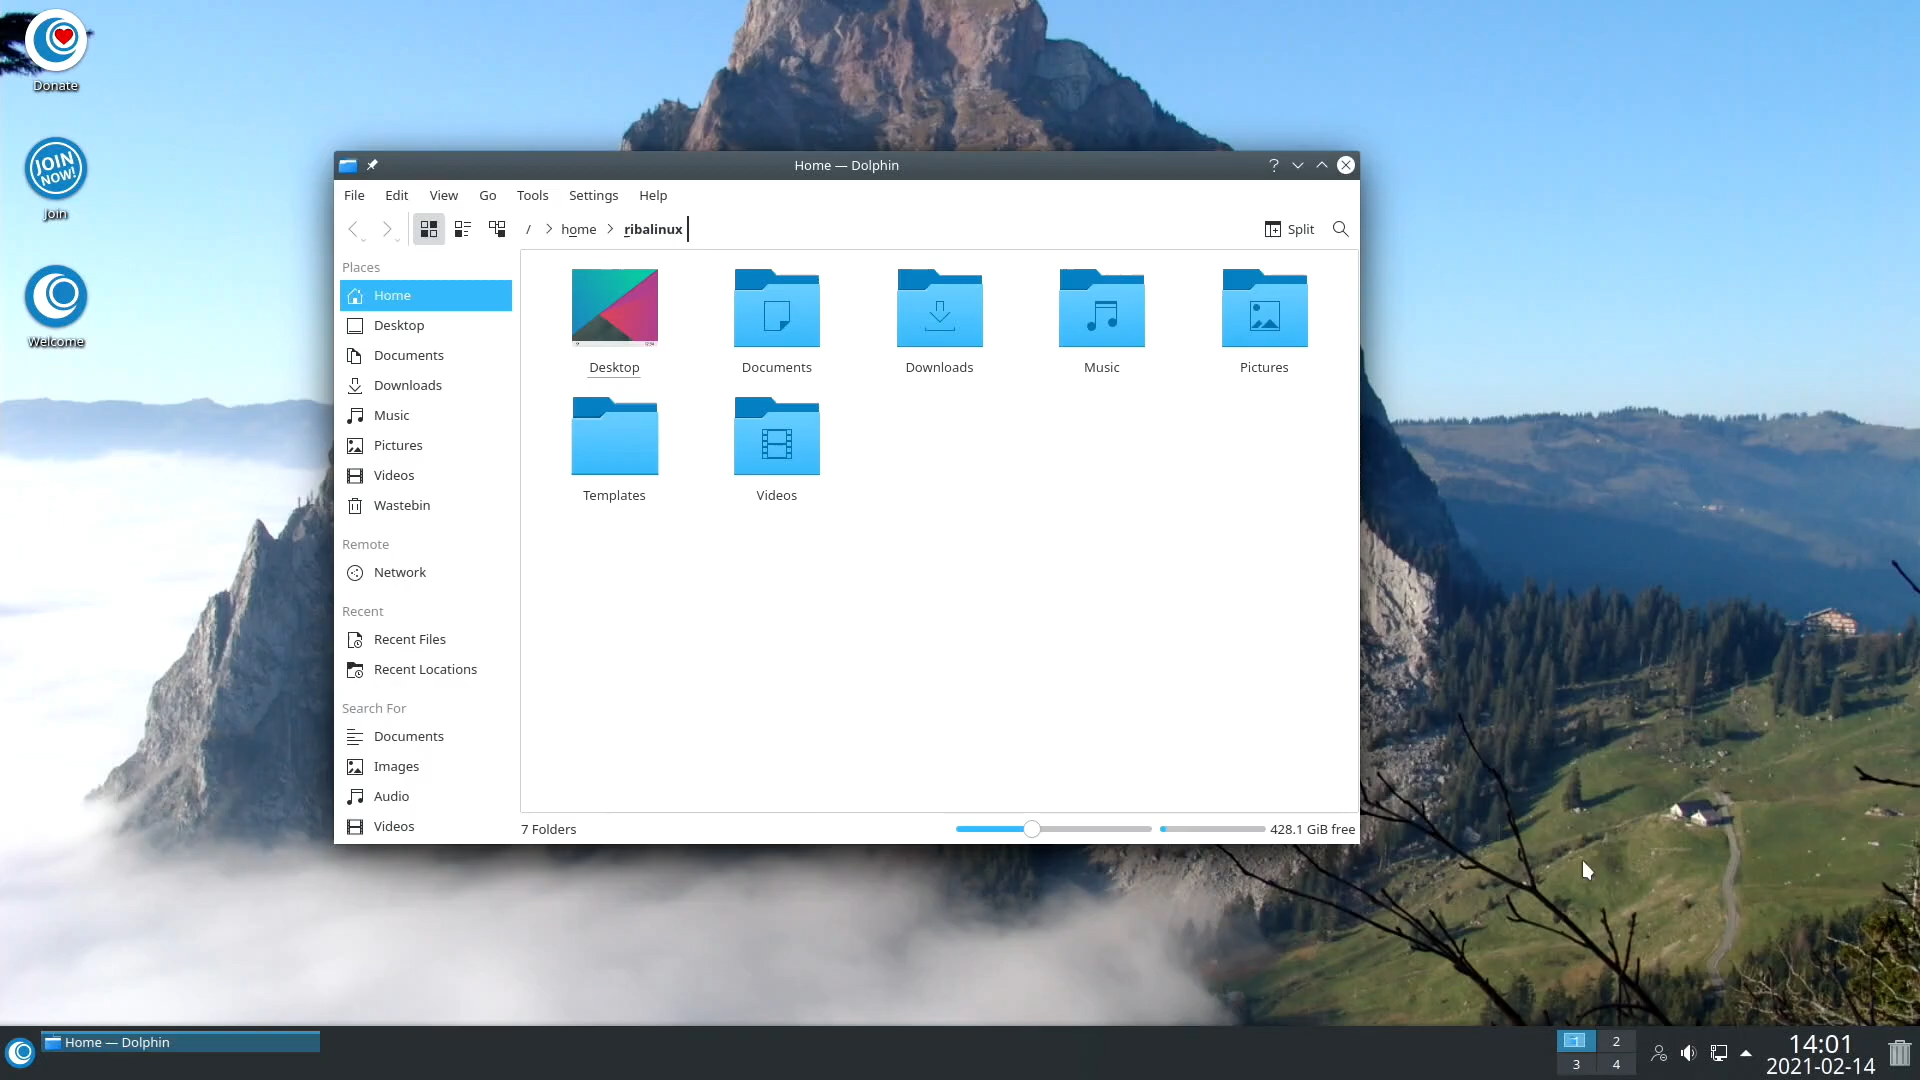 Donate
JOIN NOW!
Join
Welcome
Home — Dolphin
File Edit View Go Tools Settings Help
/ home ribalinux
Split
Places
Home
Desktop
Documents
Downloads
Music
Pictures
Videos
Wastebin
Remote
Network
Recent
Recent Files
Recent Locations
Search For
Documents
Images
Audio
Videos
Desktop Documents Downloads Music Pictures
Templates Videos
7 Folders
428.1 GiB free
Home — Dolphin
1 2
3 4
14:01
2021-02-14